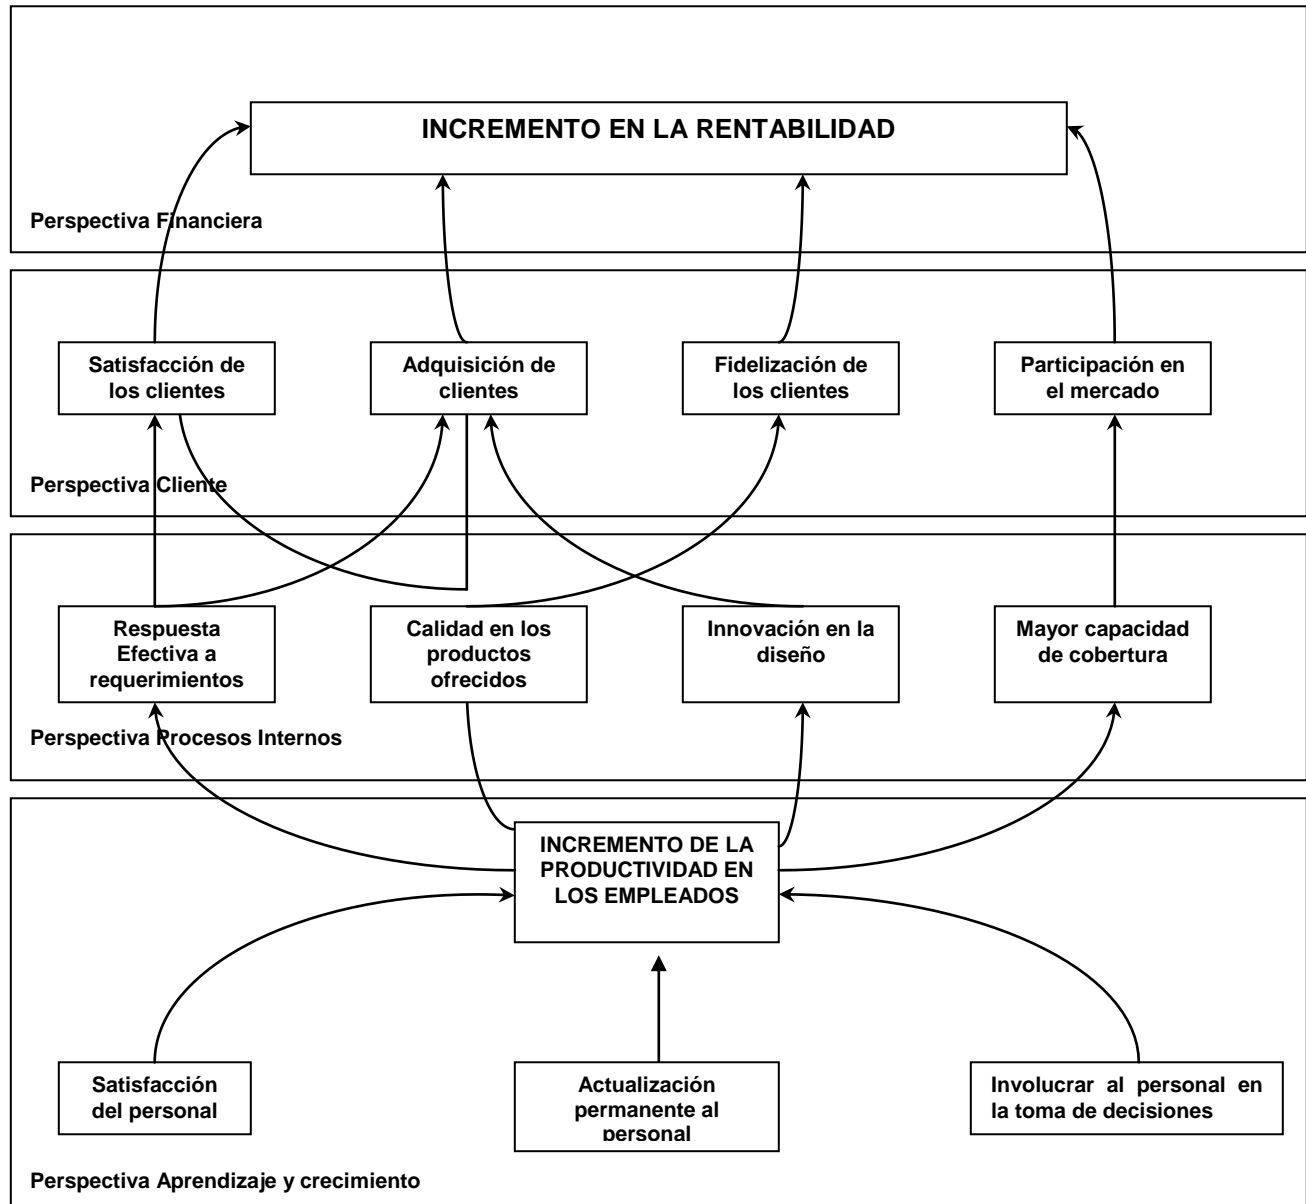 INCREMENTO EN LA RENTABILIDAD
Perspectiva Financiera
Satisfacción de
los clientes
Adquisición de
clientes
Fidelización de
los clientes
Participación en
el mercado
Perspectiva Cliente
Respuesta
Efectiva a
requerimientos
Calidad en los
productos
ofrecidos
Innovación en la
diseño
Mayor capacidad
de cobertura
Perspectiva Procesos Internos
INCREMENTO DE LA
PRODUCTIVIDAD EN
LOS EMPLEADOS
Satisfacción
del personal
Actualización
permanente al
personal
Involucrar al personal en
la toma de decisiones
Perspectiva Aprendizaje y crecimiento